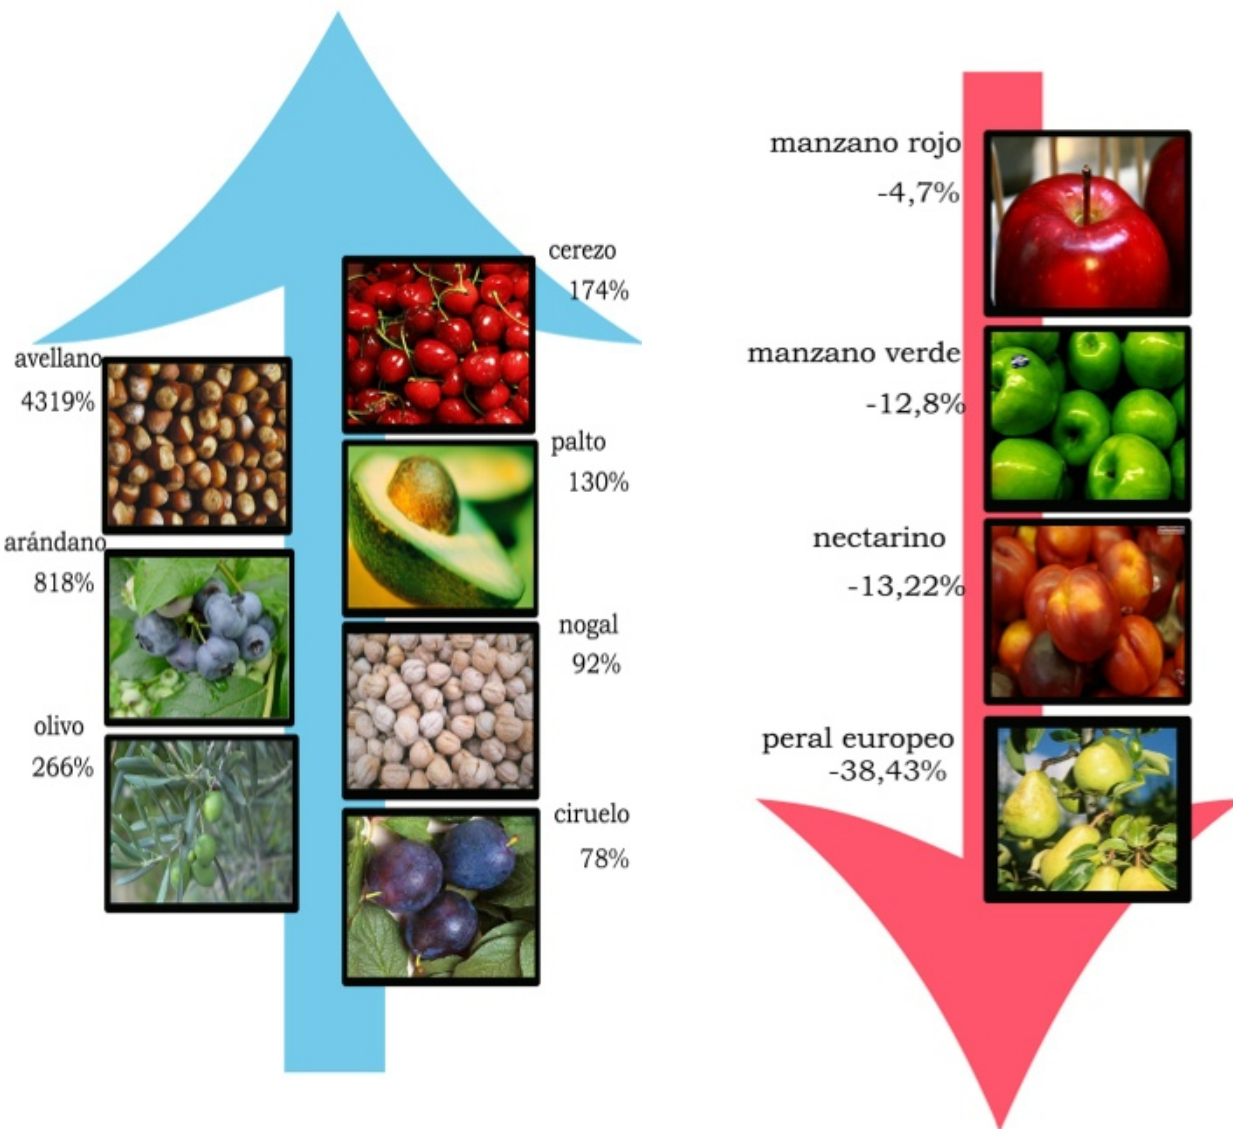 avellano
4319%
arándano
818%
olivo
266%
cerezo
174%
palto
130%
nogal
92%
ciruelo
78%
manzano rojo
-4,7%
manzano verde
-12,8%
nectarino
-13,22%
peral europeo
-38,43%